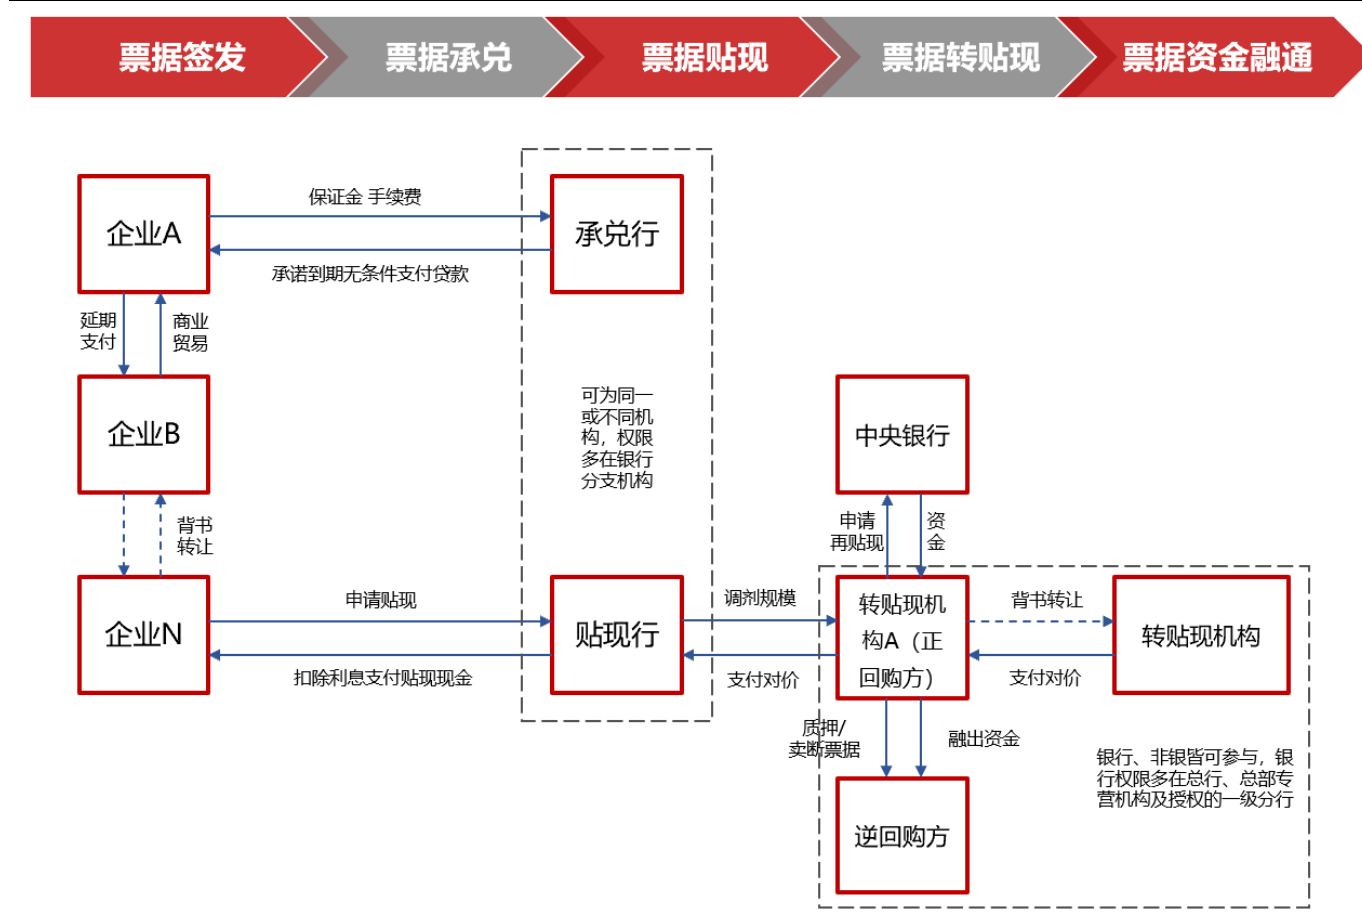 票据签发
票据承兑
票据贴现
票据转贴现
票据资金融通
企业A
保证金 手续费
承诺到期无条件支付贷款
承兑行
延期
支付
商业
贸易
企业B
可为同一
或不同机
构，权限
多在银行
分支机构
中央银行
背书
转让
申请
再贴现
资
金
企业N
申请贴现
扣除利息支付贴现现金
贴现行
调剂规模
支付对价
转贴现机
构A（正
回购方）
背书转让
支付对价
转贴现机构
质押/
卖断票据
融出资金
银行、非银皆可参与，银
行权限多在总行、总部专
营机构及授权的一级分行
逆回购方